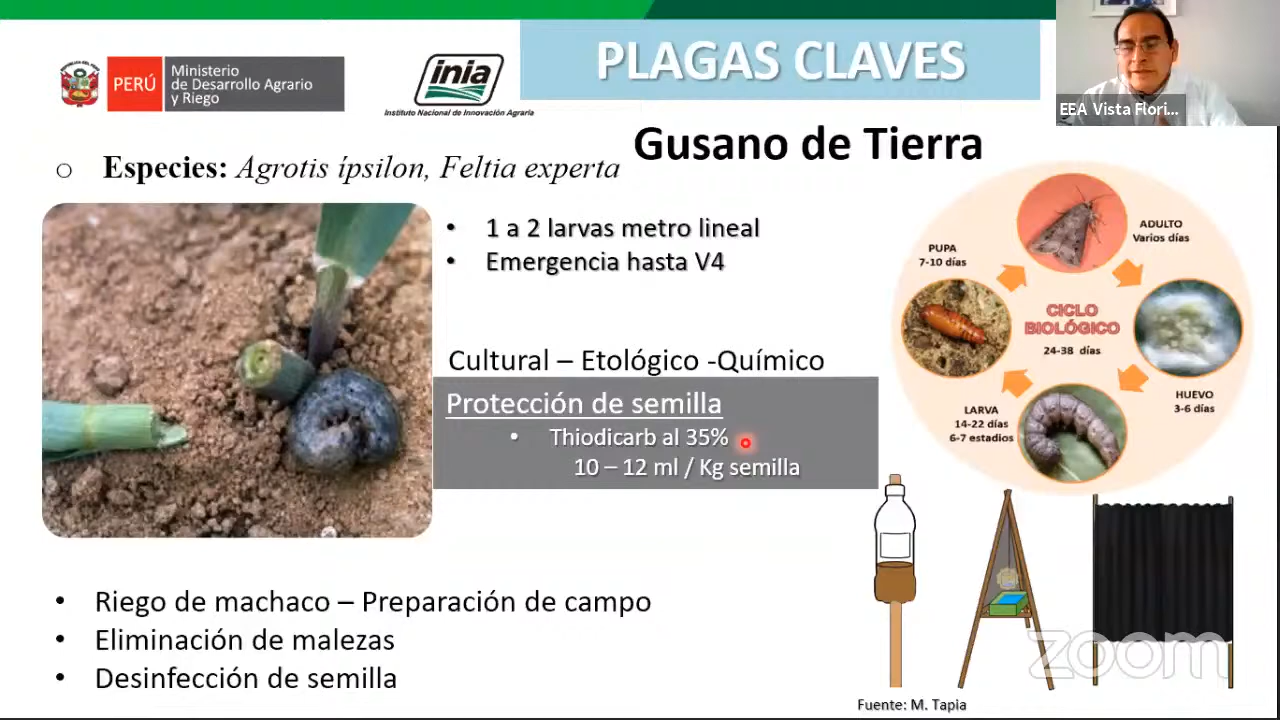 PLAGAS CLAVES
PERÚ
Ministerio
de Desarrollo Agrario
y Riego
inia
Instituto Nacional de Innovación Agraria
EEA Vista Flori...
Gusano de Tierra
o Especies: Agrotis ípsilon, Feltia experta
• 1 a 2 larvas metro lineal
• Emergencia hasta V4
Cultural – Etológico -Químico
Protección de semilla
• Thiodicarb al 35%
10 – 12 ml / Kg semilla
ADULTO
Varios días
PUPA
7-10 días
CICLO
BIOLÓGICO
24-38 días
HUEVO
3-6 días
LARVA
14-22 días
6-7 estadios
• Riego de machaco – Preparación de campo
• Eliminación de malezas
• Desinfección de semilla
zoom
Fuente: M. Tapia